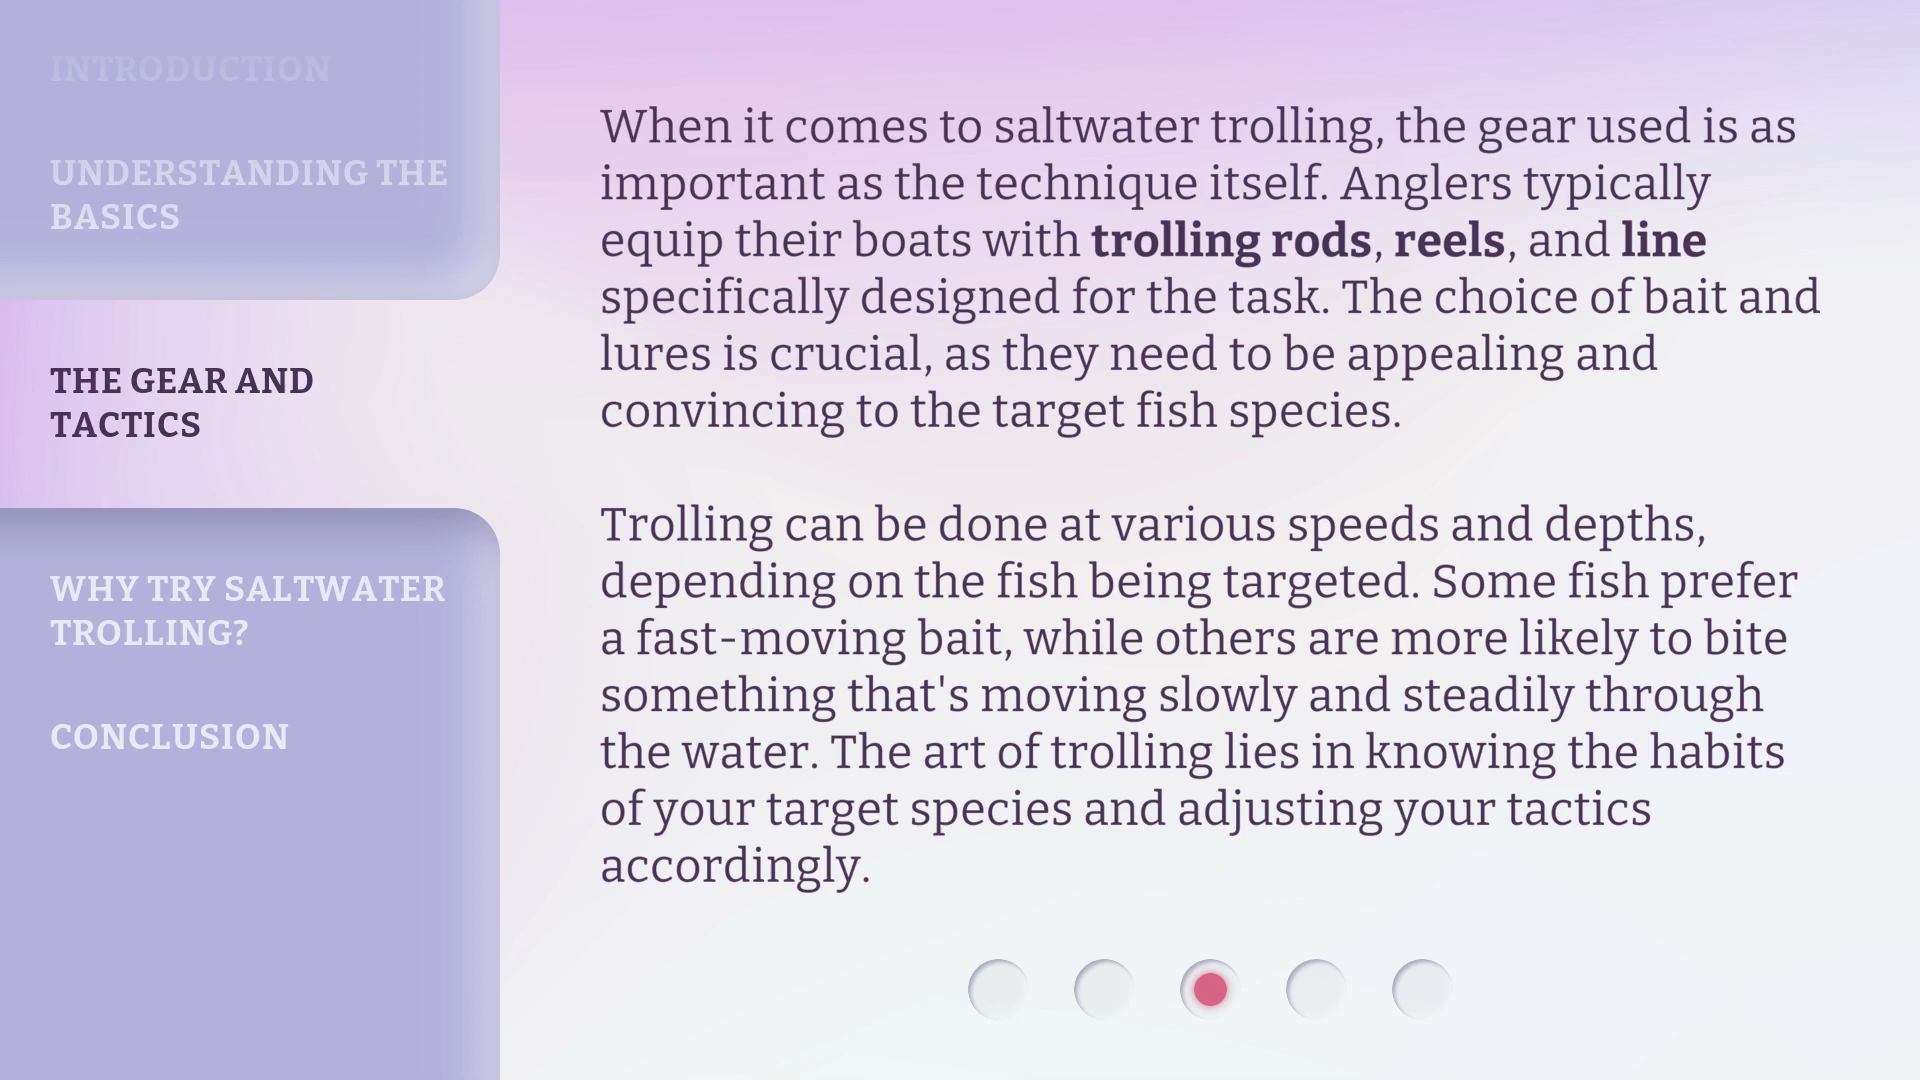 INTRODUCTION
UNDERSTANDING THE
BASICS
THE GEAR AND
TACTICS
WHY TRY SALTWATER
TROLLING?
CONCLUSION
When it comes to saltwater trolling, the gear used is as
important as the technique itself. Anglers typically
equip their boats with trolling rods, reels, and line
specifically designed for the task. The choice of bait and
lures is crucial, as they need to be appealing and
convincing to the target fish species.
Trolling can be done at various speeds and depths,
depending on the fish being targeted. Some fish prefer
a fast-moving bait, while others are more likely to bite
something that's moving slowly and steadily through
the water. The art of trolling lies in knowing the habits
of your target species and adjusting your tactics
accordingly.